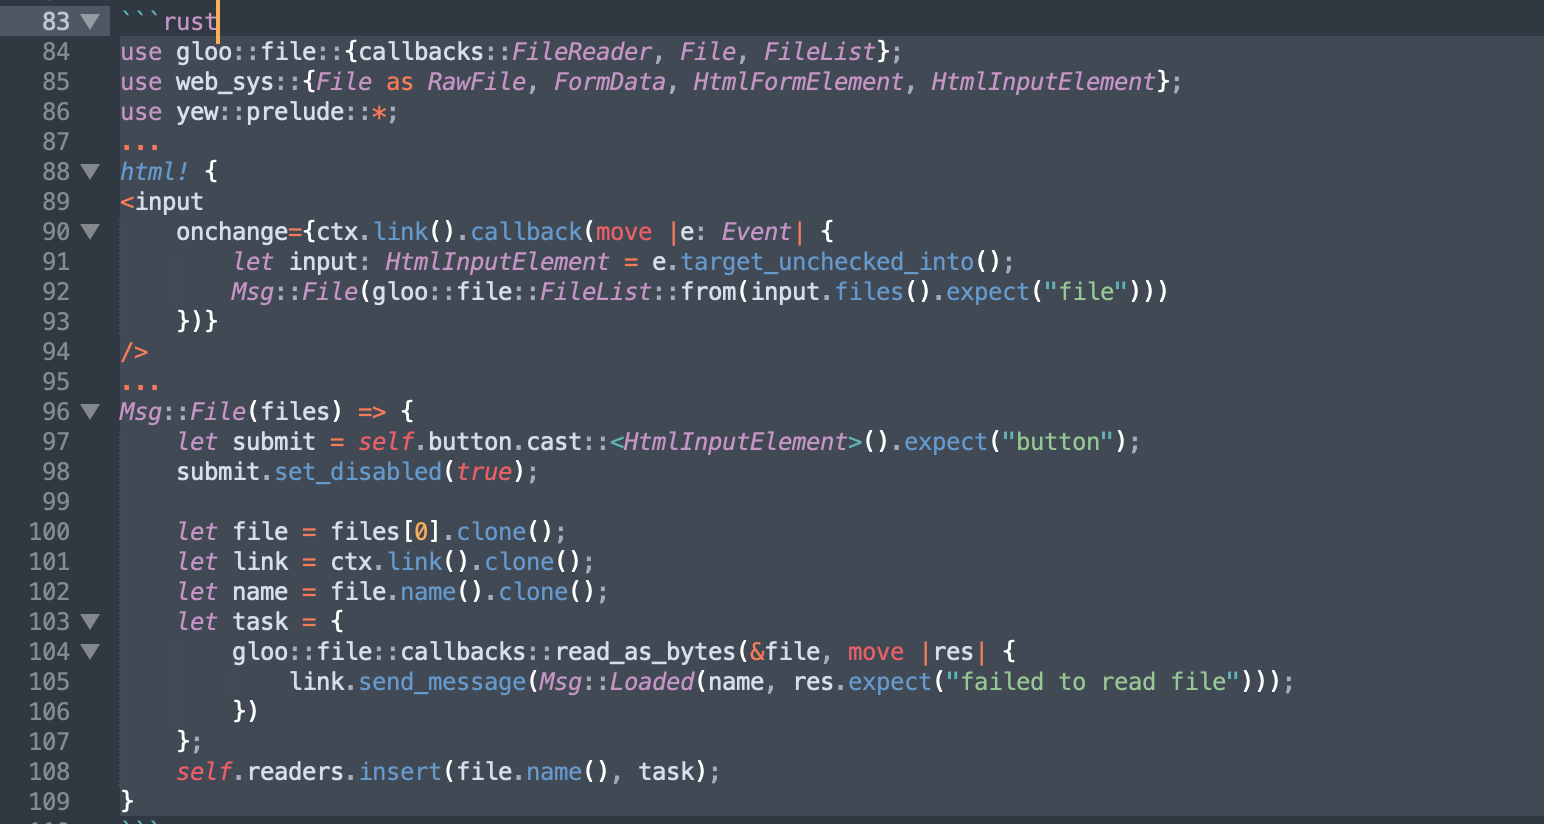 83 ▼ ```rust
84 use gloo::file::{callbacks::FileReader, File, FileList};
85 use web_sys::{File as RawFile, FormData, HtmlFormElement, HtmlInputElement};
86 use yew::prelude::*;
87 ...
88 ▼ html! {
89 <input
90 ▼     onchange={ctx.link().callback(move |e: Event| {
91         let input: HtmlInputElement = e.target_unchecked_into();
92         Msg::File(gloo::file::FileList::from(input.files().expect("file")))
93     })}
94 />
95 ...
96 ▼ Msg::File(files) => {
97     let submit = self.button.cast::<HtmlInputElement>().expect("button");
98     submit.set_disabled(true);
99
100     let file = files[0].clone();
101     let link = ctx.link().clone();
102     let name = file.name().clone();
103 ▼     let task = {
104 ▼         gloo::file::callbacks::read_as_bytes(&file, move |res| {
105             link.send_message(Msg::Loaded(name, res.expect("failed to read file")));
106         })
107     };
108     self.readers.insert(file.name(), task);
109 }